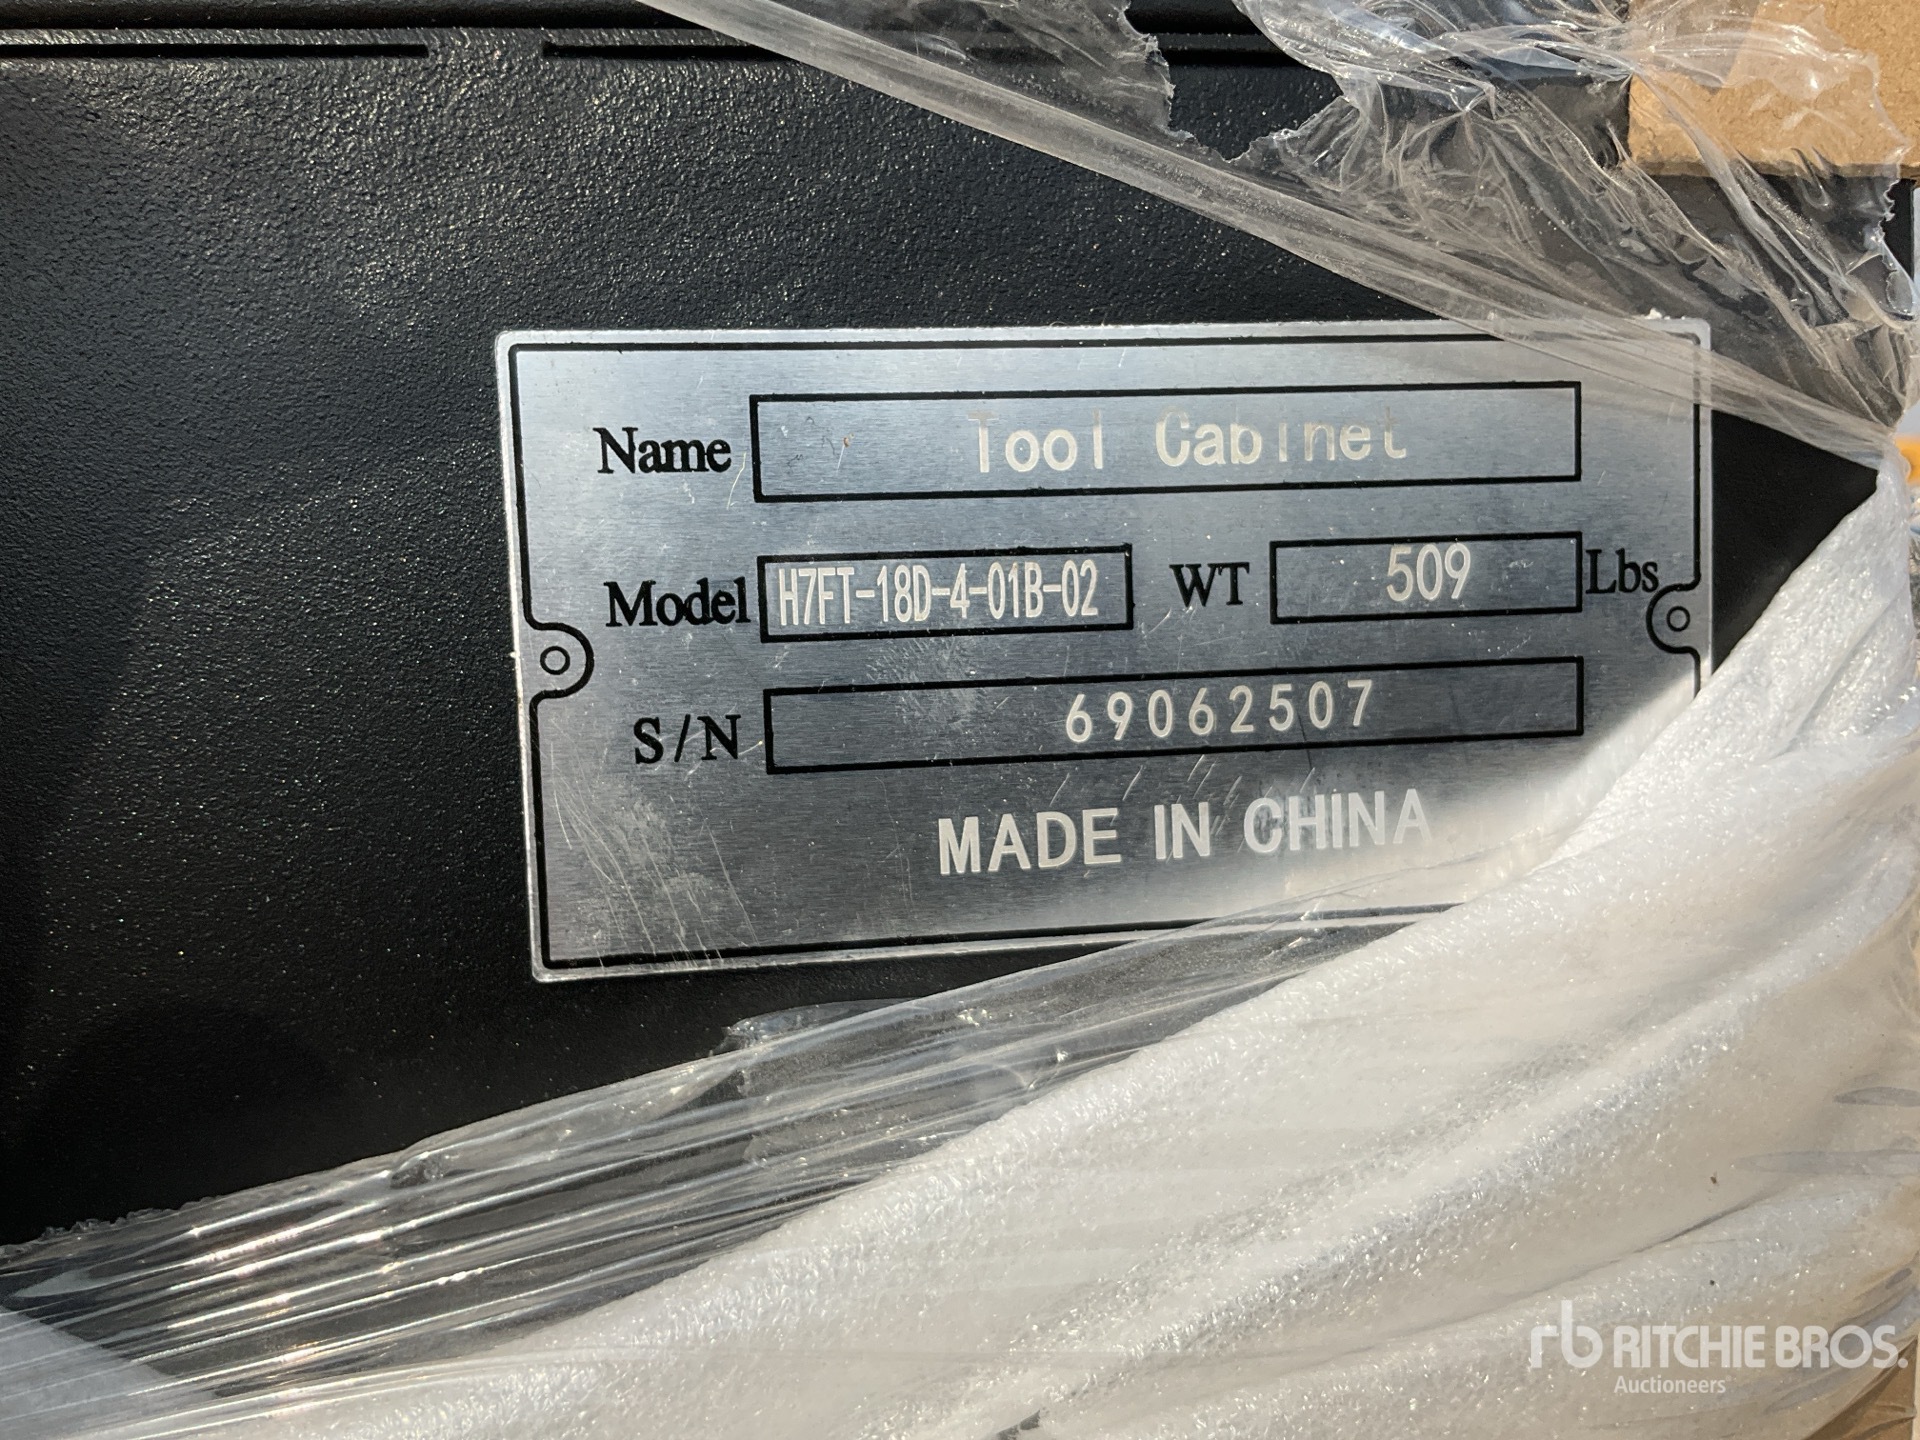 Name Tool Cabinet
Model H7FT-18D-4-01B-02 WT 509 Lbs
S/N 69062507
MADE IN CHINA
rb RITCHIE BROS.
Auctioneers